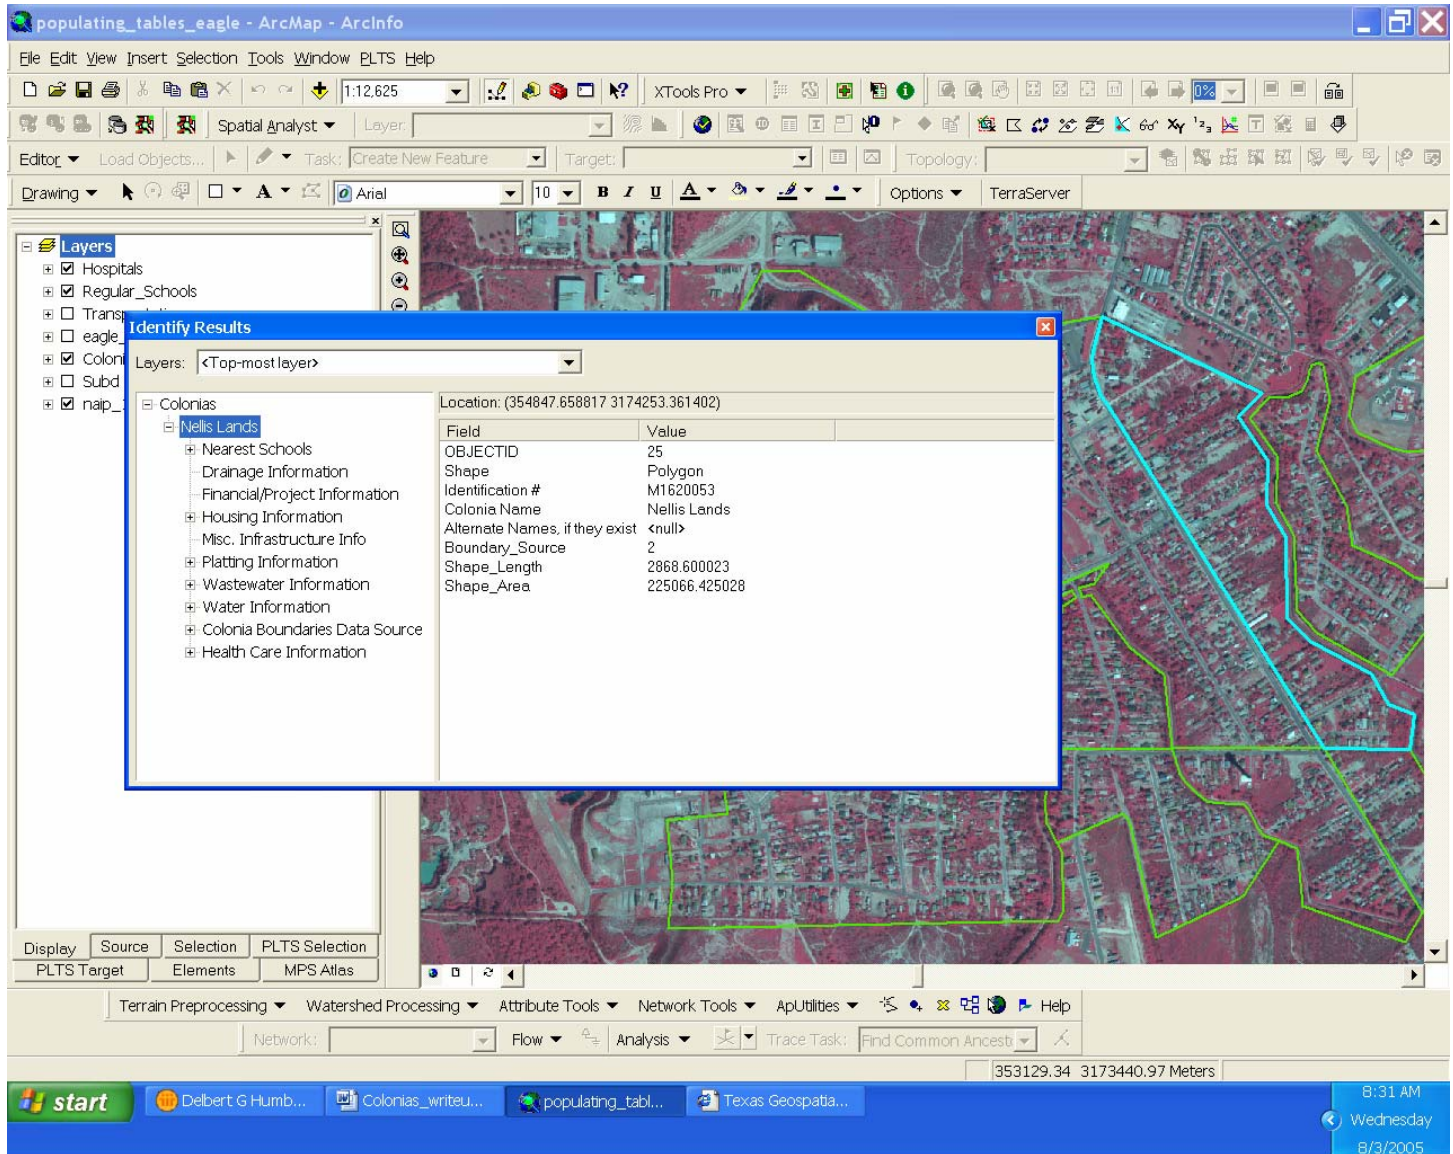 populating_tables_eagle - ArcMap - ArcInfo
File Edit View Insert Selection Tools Window PLTS Help
1:12,625 XTools Pro 0%
Spatial Analyst Layer:
Editor Load Objects... Task: Create New Feature Target: Topology:
Drawing A Arial 10 B I U A Options TerraServer
Layers
Hospitals
Regular_Schools
eagle_
Coloni
Subd
naip_
Identify Results
Layers: <Top-most layer>
Colonias
Nellis Lands
Nearest Schools
Drainage Information
Financial/Project Information
Housing Information
Misc. Infrastructure Info
Platting Information
Wastewater Information
Water Information
Colonia Boundaries Data Source
Health Care Information
Location: (354847.658817 3174253.361402)
Field Value
OBJECTID 25
Shape Polygon
Identification # M1620053
Colonia Name Nellis Lands
Alternate Names, if they exist <null>
Boundary_Source 2
Shape_Length 2868.600023
Shape_Area 225066.425028
Display Source Selection PLTS Selection
PLTS Target Elements MPS Atlas
Terrain Preprocessing Watershed Processing Attribute Tools Network Tools ApUtilities Help
Network: Flow Analysis Trace Task: Find Common Ancest
353129.34 3173440.97 Meters
start Delbert G Humb... Colonias_writeu... populating_tabl... Texas Geospatia...
8:31 AM
Wednesday
8/3/2005